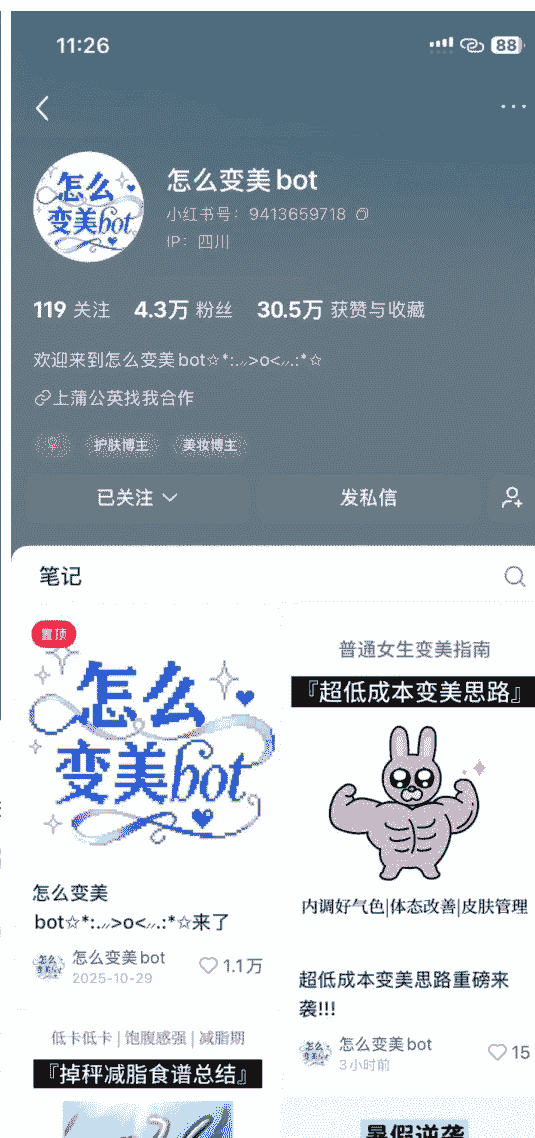 11:26
88
怎么
变美bot
怎么变美bot
小红书号：9413659718
IP：四川
119 关注 4.3万 粉丝 30.5万 获赞与收藏
欢迎来到怎么变美bot☆*:.｡.>o<.｡.:*☆
上蒲公英找我合作
护肤博主 美妆博主
已关注 发私信
笔记
置顶
怎么
变美bot
怎么变美
bot☆*:.｡.>o<.｡.:*☆来了
怎么变美bot
2025-10-29
1.1万
普通女生变美指南
『超低成本变美思路』
内调好气色|体态改善|皮肤管理
超低成本变美思路重磅来
袭!!!
怎么变美bot
3小时前
15
低卡低卡 | 饱腹感强 | 减脂期
『掉秤减脂食谱总结』
暑假逆袭